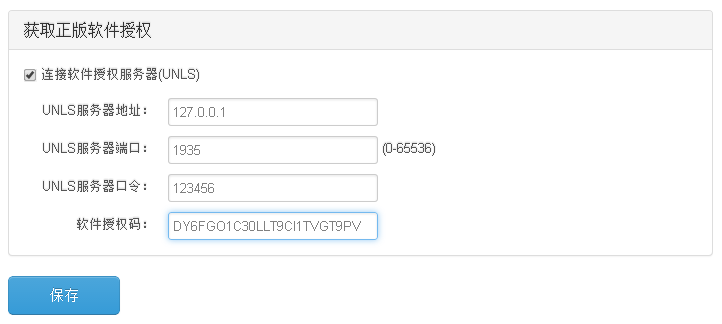 获取正版软件授权
连接软件授权服务器(UNLS)
UNLS服务器地址： 127.0.0.1
UNLS服务器端口： 1935 (0-65536)
UNLS服务器口令： 123456
软件授权码： DY6FGO1C30LLT9CI1TVGT9PV
保存